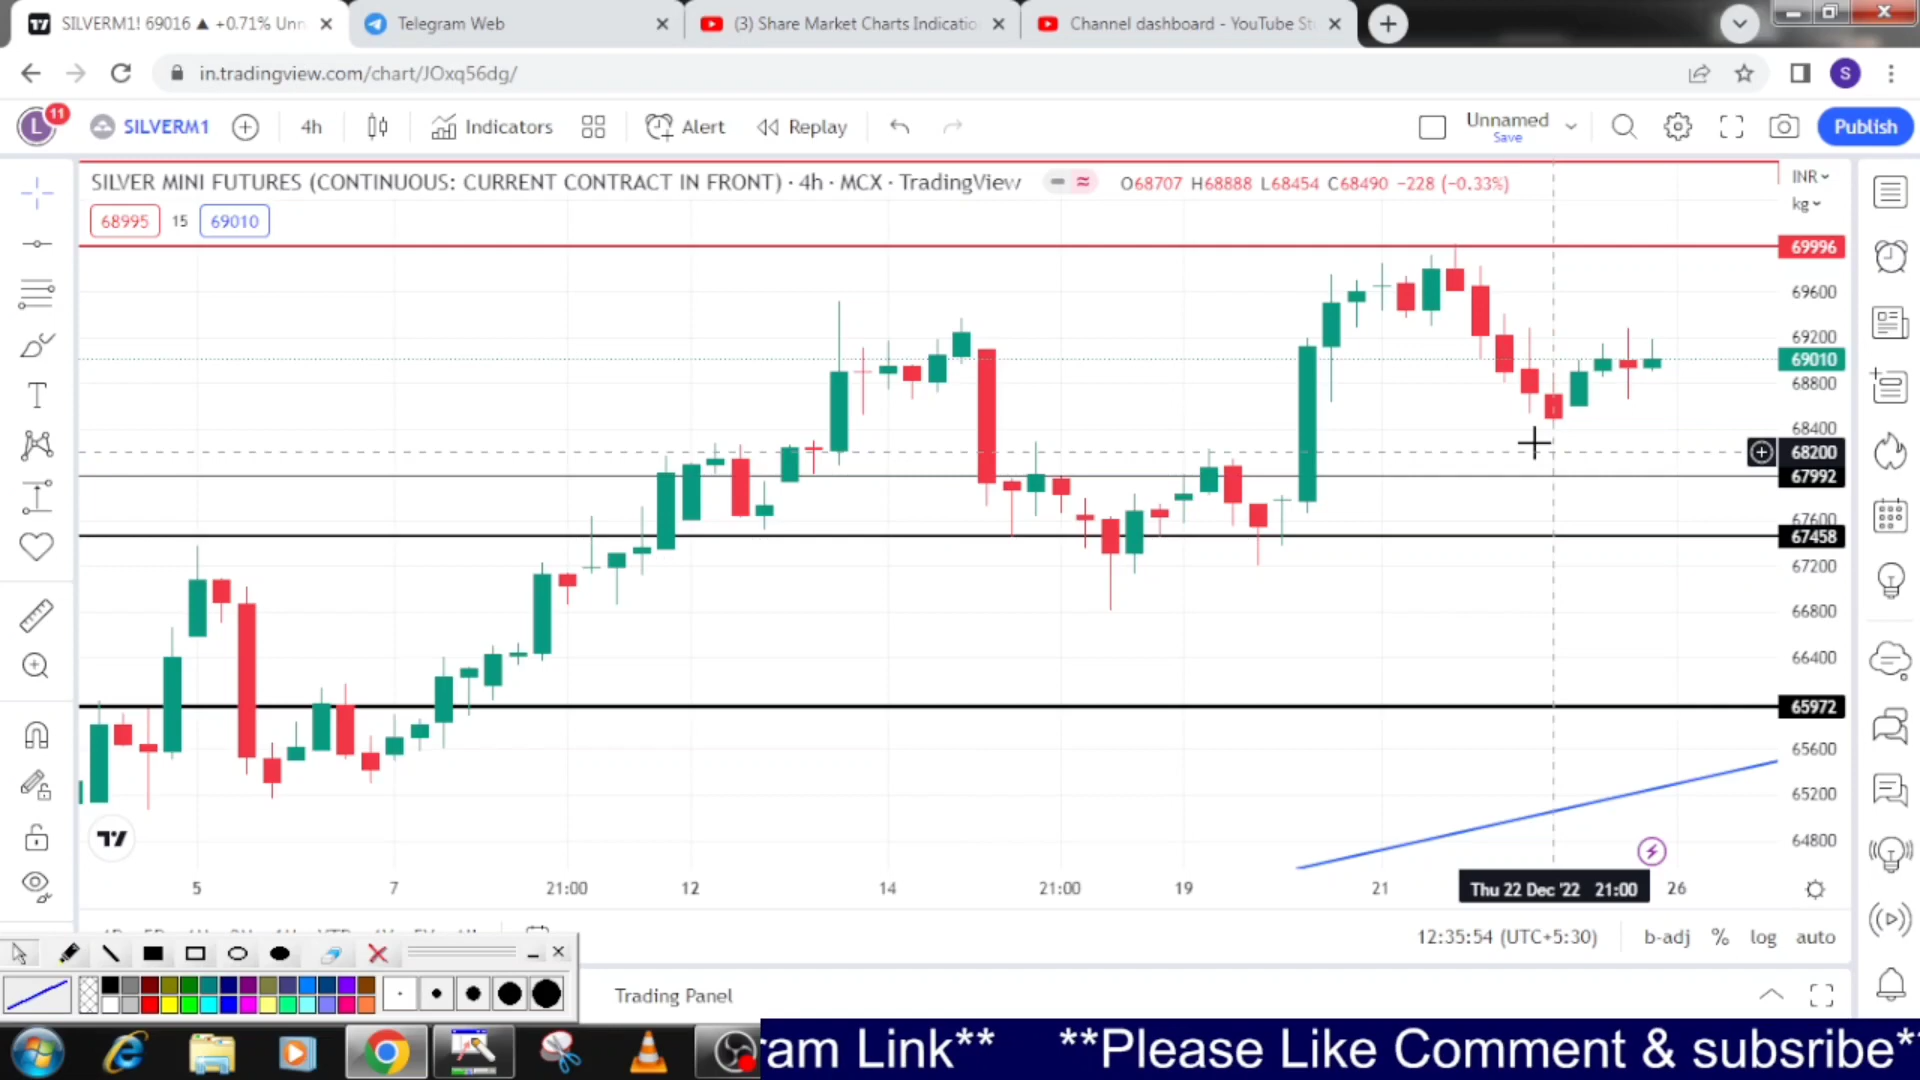 SILVERM1! 69016 ▲ +0.71% Unn
Telegram Web
(3) Share Market Charts Indicatio
Channel dashboard - YouTube St
in.tradingview.com/chart/JOxq56dg/
S
L
11
SILVERM1
4h
Indicators
Alert
Replay
Unnamed
Save
Publish
SILVER MINI FUTURES (CONTINUOUS: CURRENT CONTRACT IN FRONT) · 4h · MCX · TradingView
O68707 H68888 L68454 C68490 −228 (−0.33%)
INR
kg
68995
15
69010
69996
69600
69200
69010
68800
68400
68200
67992
67600
67458
67200
66800
66400
65972
65600
65200
64800
5
7
21:00
12
14
21:00
19
21
Thu 22 Dec '22 21:00
26
12:35:54 (UTC+5:30)
b-adj
%
log
auto
Trading Panel
ram Link** **Please Like Comment & subsribe*